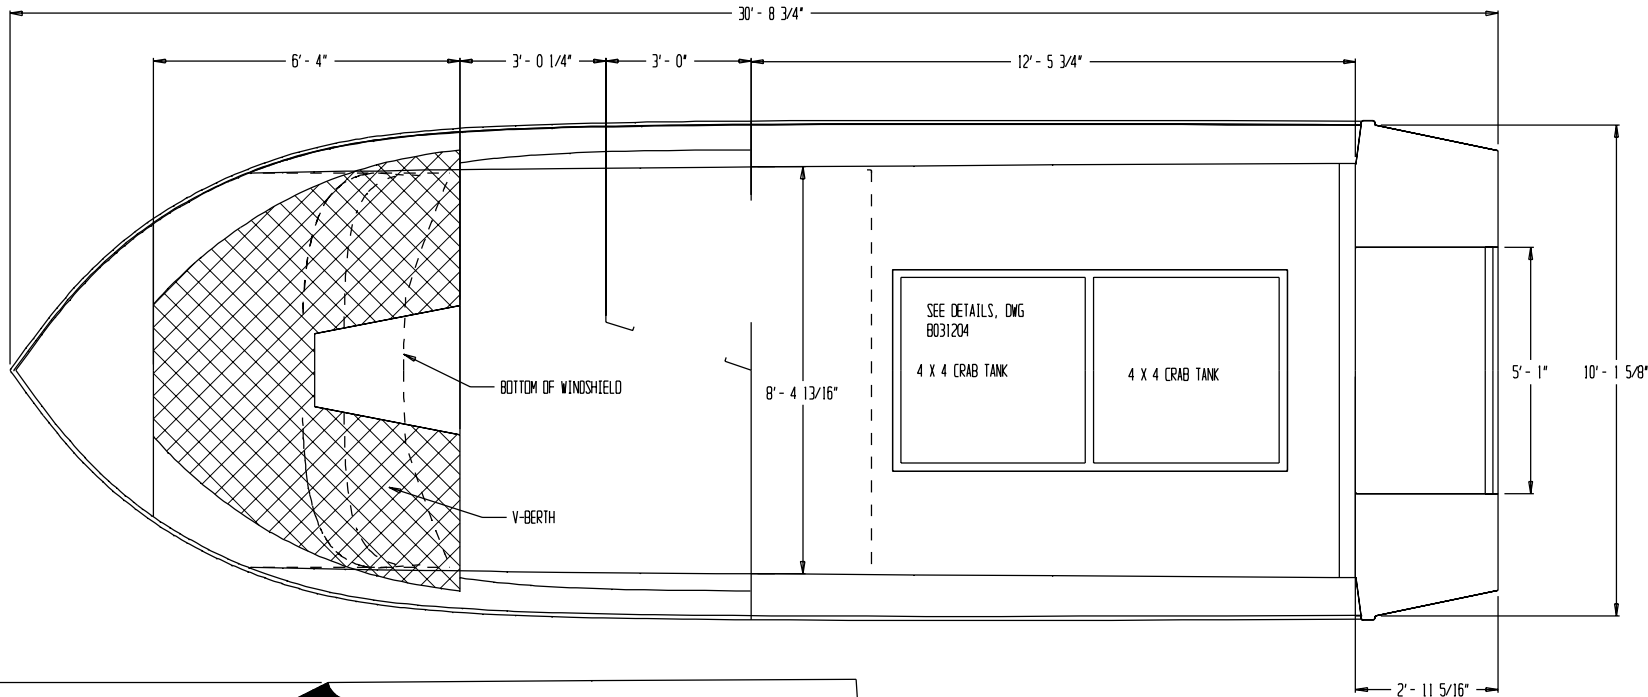 30' - 8 3/4"
6' - 4"
3' - 0 1/4"
3' - 0"
12' - 5 3/4"
SEE DETAILS, DWG
B031204
4 X 4 CRAB TANK
4 X 4 CRAB TANK
BOTTOM OF WINDSHIELD
8' - 4 13/16"
5' - 1"
10' - 1 5/8"
V-BERTH
2' - 11 5/16"